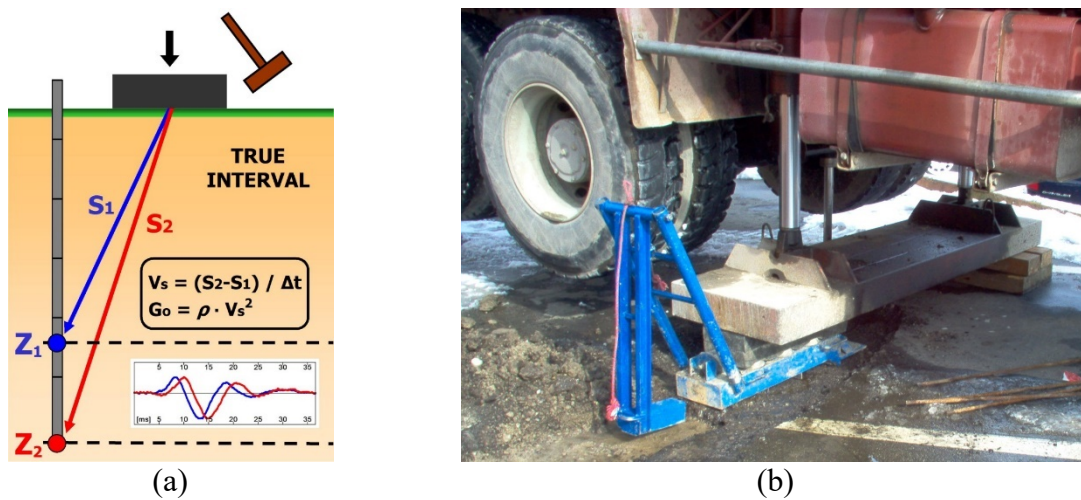 TRUE
INTERVAL
S₁
S₂
Vs = (S₂-S₁) / Δt
Go = ρ · Vs²
Z₁
5 10 15 20 25 30 35
[ms] 5 10 15 20 25 30 35
Z₂
(a) (b)